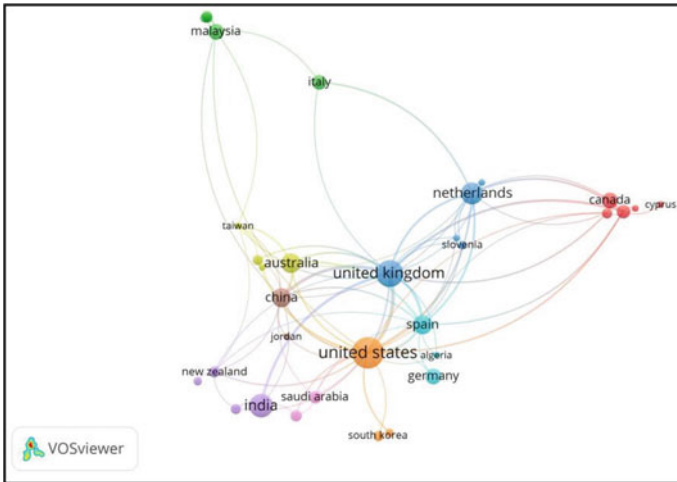 malaysia
italy
netherlands
canada
cyprus
taiwan
slovenia
australia
united kingdom
china
spain
jordan
united states
algeria
new zealand
germany
saudi arabia
india
south korea
VOSviewer